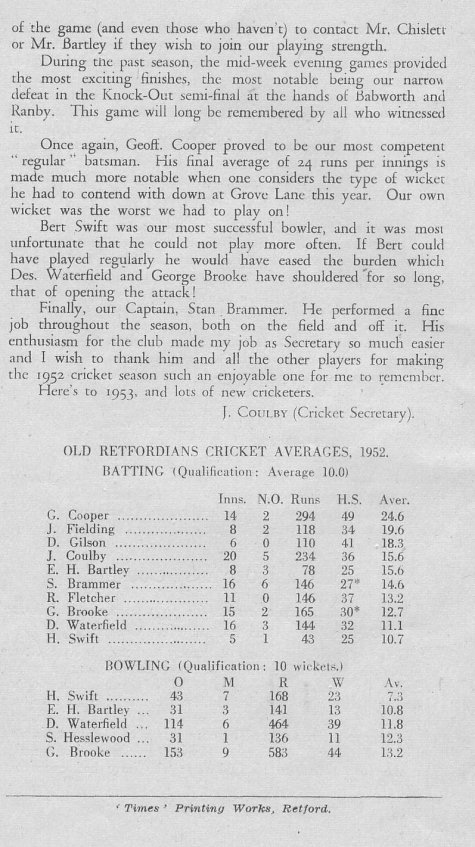 of the game (and even those who haven't) to contact Mr. Chislett
or Mr. Bartley if they wish to join our playing strength.
During the past season, the mid-week evening games provided
the most exciting finishes, the most notable being our narrow
defeat in the Knock-Out semi-final at the hands of Babworth and
Ranby. This game will long be remembered by all who witnessed
it.
Once again, Geoff. Cooper proved to be our most competent
"regular" batsman. His final average of 24 runs per innings is
made much more notable when one considers the type of wicket
he had to contend with down at Grove Lane this year. Our own
wicket was the worst we had to play on!
Bert Swift was our most successful bowler, and it was most
unfortunate that he could not play more often. If Bert could
have played regularly he would have eased the burden which
Des. Waterfield and George Brooke have shouldered for so long,
that of opening the attack!
Finally, our Captain, Stan Brammer. He performed a fine
job throughout the season, both on the field and off it. His
enthusiasm for the club made my job as Secretary so much easier
and I wish to thank him and all the other players for making
the 1952 cricket season such an enjoyable one for me to remember.
Here's to 1953, and lots of new cricketers.
J. COULBY (Cricket Secretary).
OLD RETFORDIANS CRICKET AVERAGES, 1952.
BATTING (Qualification: Average 10.0)
Inns. N.O. Runs H.S. Aver.
G. Cooper ...................... 14 2 294 49 24.6
J. Fielding ..................... 8 2 118 34 19.6
D. Gilson ...................... 6 0 110 41 18.3
J. Coulby ...................... 20 5 234 36 15.6
E. H. Bartley .................. 8 3 78 25 15.6
S. Brammer ..................... 16 6 146 27* 14.6
R. Fletcher ..................... 11 0 146 37 13.2
G. Brooke ...................... 15 2 165 30* 12.7
D. Waterfield .................. 16 3 144 32 11.1
H. Swift ........................ 5 1 43 25 10.7
BOWLING (Qualification: 10 wickets.)
O M R W Av.
H. Swift .......... 43 7 168 23 7.3
E. H. Bartley ... 31 3 141 13 10.8
D. Waterfield ... 114 6 464 39 11.8
S. Hesslewood ... 31 1 136 11 12.3
G. Brooke ...... 153 9 583 44 13.2
'Times' Printing Works, Retford.